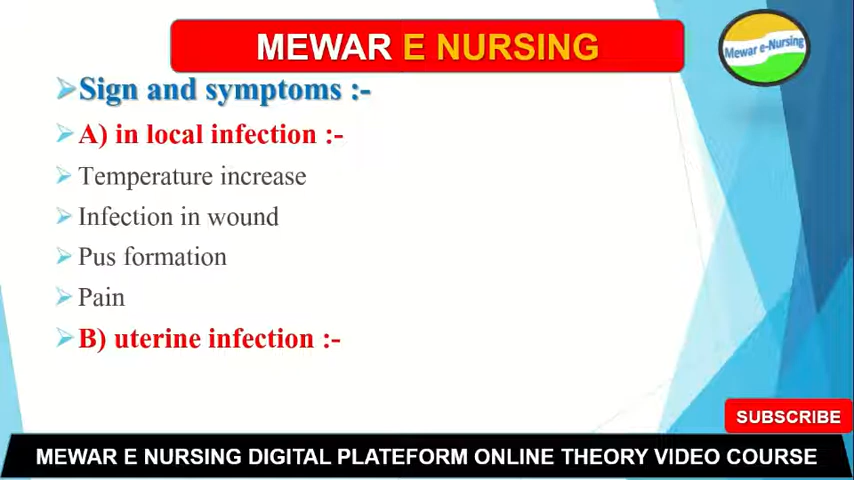 MEWAR E NURSING
Mewar e-Nursing
Sign and symptoms :-
A) in local infection :-
Temperature increase
Infection in wound
Pus formation
Pain
B) uterine infection :-
SUBSCRIBE
MEWAR E NURSING DIGITAL PLATEFORM ONLINE THEORY VIDEO COURSE